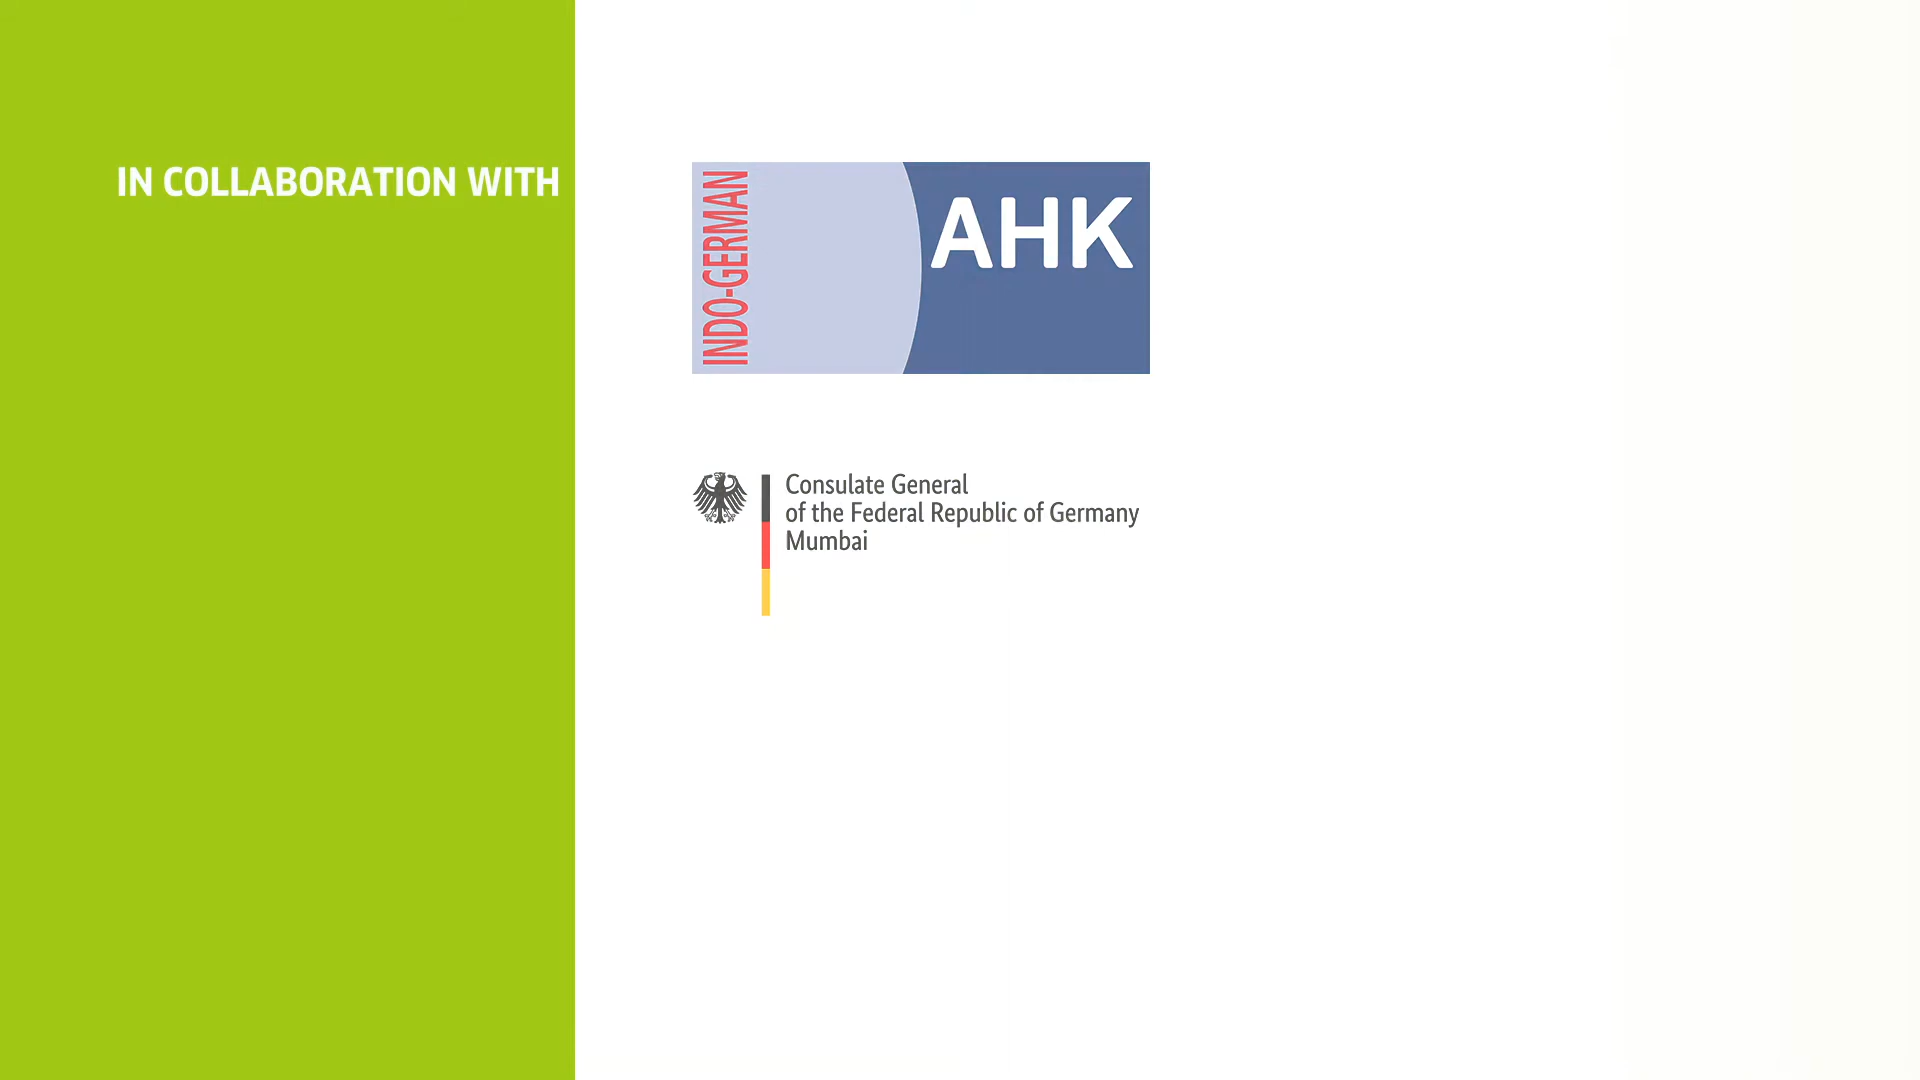 IN COLLABORATION WITH
INDO-GERMAN
AHK
Consulate General
of the Federal Republic of Germany
Mumbai